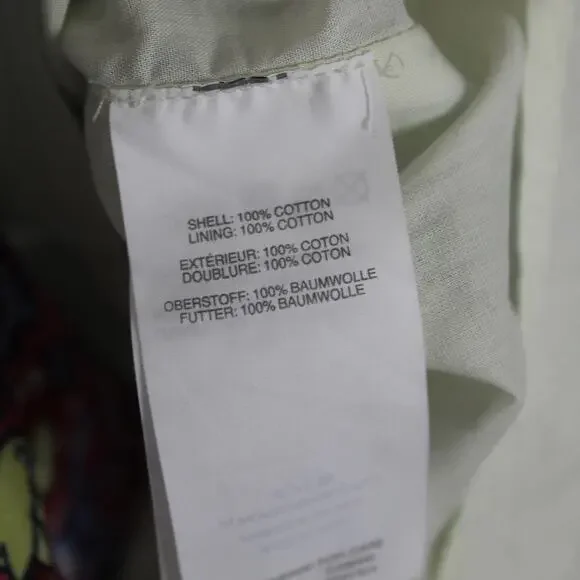 SHELL: 100% COTTON
LINING: 100% COTTON
EXTÉRIEUR: 100% COTON
DOUBLURE: 100% COTON
OBERSTOFF: 100% BAUMWOLLE
FUTTER: 100% BAUMWOLLE